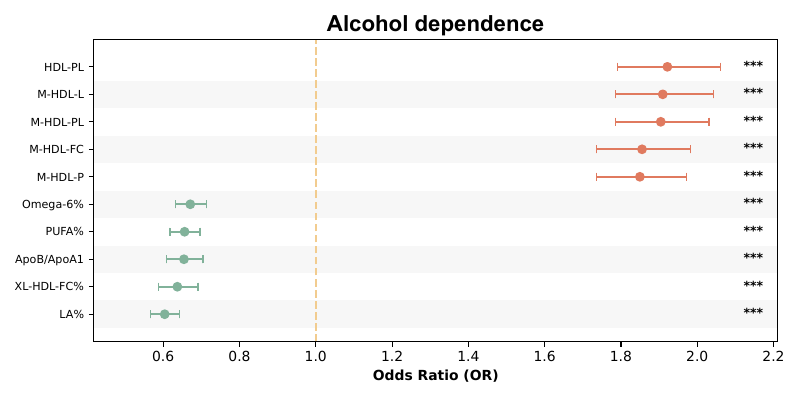 Alcohol dependence
HDL-PL ***
M-HDL-L ***
M-HDL-PL ***
M-HDL-FC ***
M-HDL-P ***
Omega-6% ***
PUFA% ***
ApoB/ApoA1 ***
XL-HDL-FC% ***
LA% ***
0.6 0.8 1.0 1.2 1.4 1.6 1.8 2.0 2.2
Odds Ratio (OR)